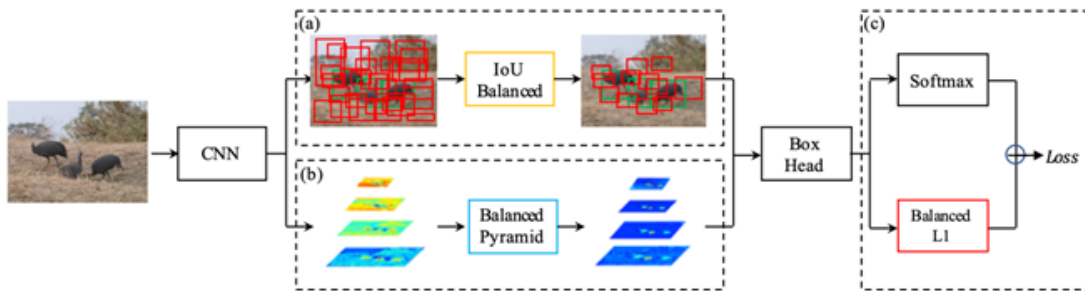 (a)
IoU
Balanced
CNN
(b)
Balanced
Pyramid
Box
Head
(c)
Softmax
Balanced
L1
Loss